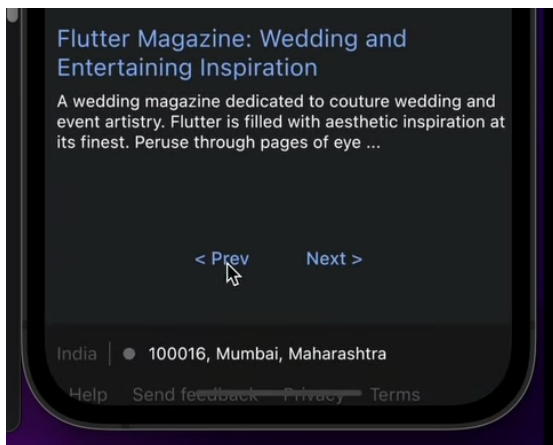 Flutter Magazine: Wedding and
Entertaining Inspiration
A wedding magazine dedicated to couture wedding and
event artistry. Flutter is filled with aesthetic inspiration at
its finest. Peruse through pages of eye ...
< Prev Next >
India 100016, Mumbai, Maharashtra
Help Send feedback Privacy Terms